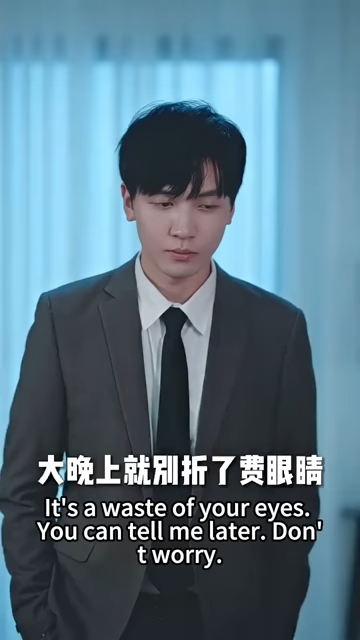 大晚上就别折了费眼睛
It's a waste of your eyes.
You can tell me later. Don'
t worry.